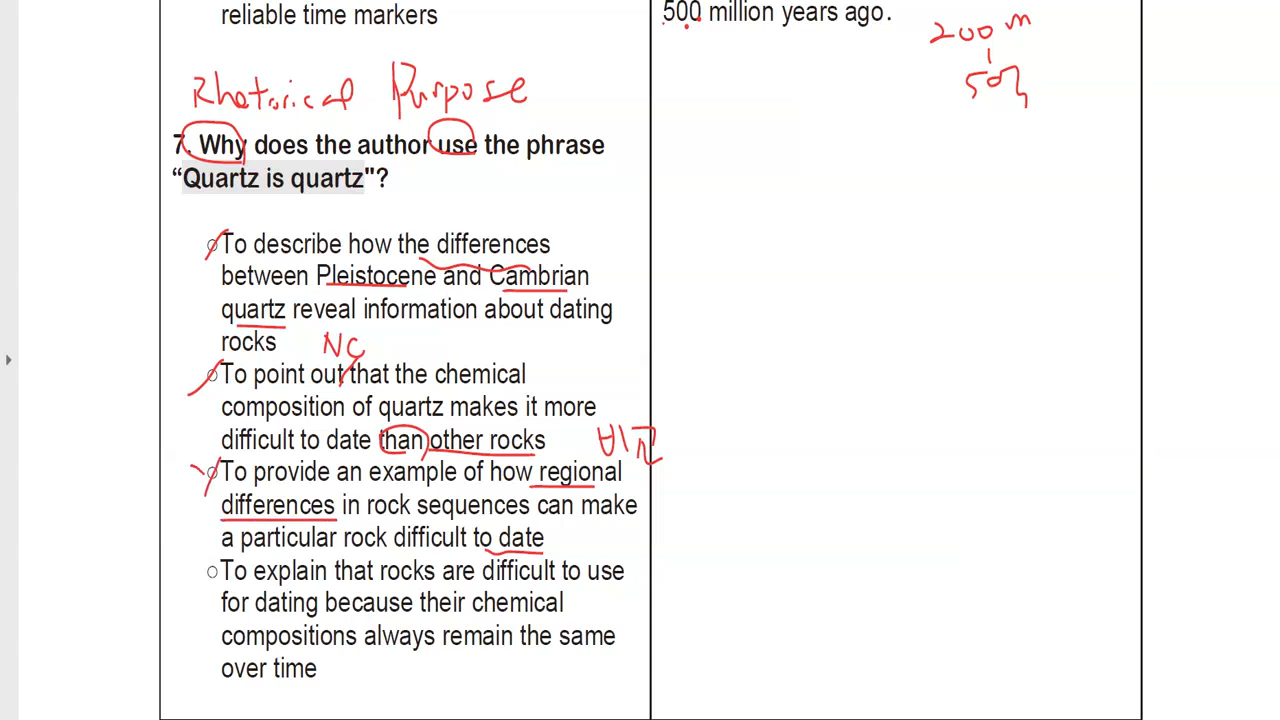 reliable time markers
500 million years ago.
200 m
Rhetorical Purpose
7. Why does the author use the phrase
“Quartz is quartz"?
To describe how the differences
between Pleistocene and Cambrian
quartz reveal information about dating
rocks
NC
To point out that the chemical
composition of quartz makes it more
difficult to date than other rocks
To provide an example of how regional
differences in rock sequences can make
a particular rock difficult to date
To explain that rocks are difficult to use
for dating because their chemical
compositions always remain the same
over time